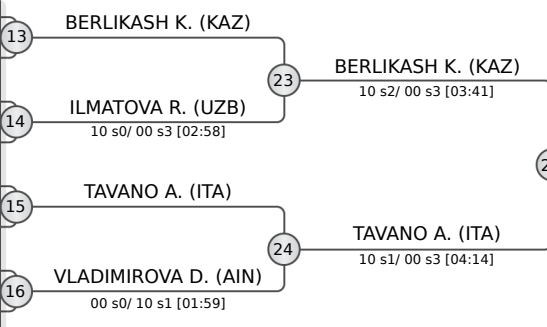 BERLIKASH K. (KAZ)
13
23
BERLIKASH K. (KAZ)
10 s2/ 00 s3 [03:41]
ILMATOVA R. (UZB)
14
10 s0/ 00 s3 [02:58]
TAVANO A. (ITA)
15
24
TAVANO A. (ITA)
10 s1/ 00 s3 [04:14]
VLADIMIROVA D. (AIN)
16
00 s0/ 10 s1 [01:59]